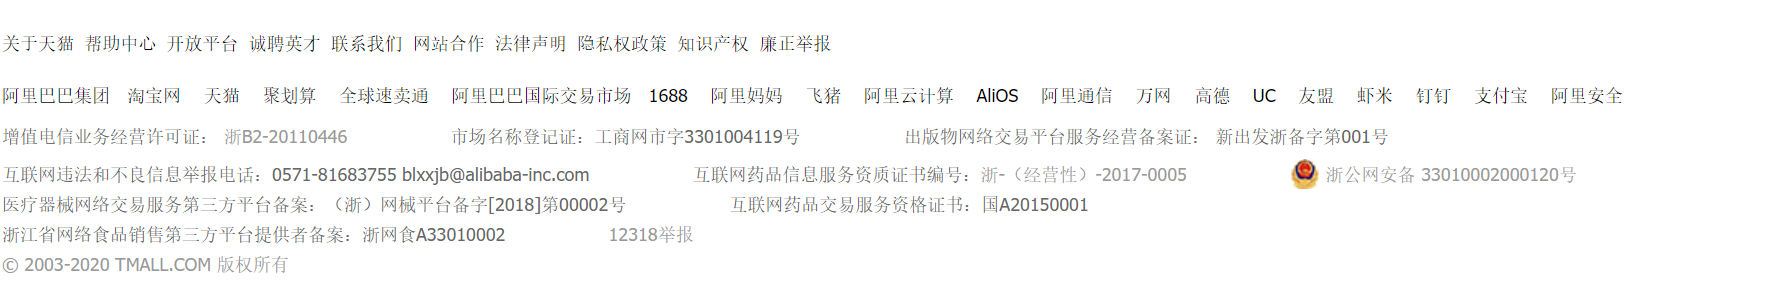 关于天猫 帮助中心 开放平台 诚聘英才 联系我们 网站合作 法律声明 隐私权政策 知识产权 廉正举报
阿里巴巴集团 淘宝网 天猫 聚划算 全球速卖通 阿里巴巴国际交易市场 1688 阿里妈妈 飞猪 阿里云计算 AliOS 阿里通信 万网 高德 UC 友盟 虾米 钉钉 支付宝 阿里安全
增值电信业务经营许可证: 浙B2-20110446 市场名称登记证：工商网市字3301004119号 出版物网络交易平台服务经营备案证: 新出发浙备字第001号
互联网违法和不良信息举报电话：0571-81683755 blxxjb@alibaba-inc.com 互联网药品信息服务资质证书编号：浙-（经营性）-2017-0005 浙公网安备 33010002000120号
医疗器械网络交易服务第三方平台备案：（浙）网械平台备字[2018]第00002号 互联网药品交易服务资格证书：国A20150001
浙江省网络食品销售第三方平台提供者备案：浙网食A33010002 12318举报
© 2003-2020 TMALL.COM 版权所有